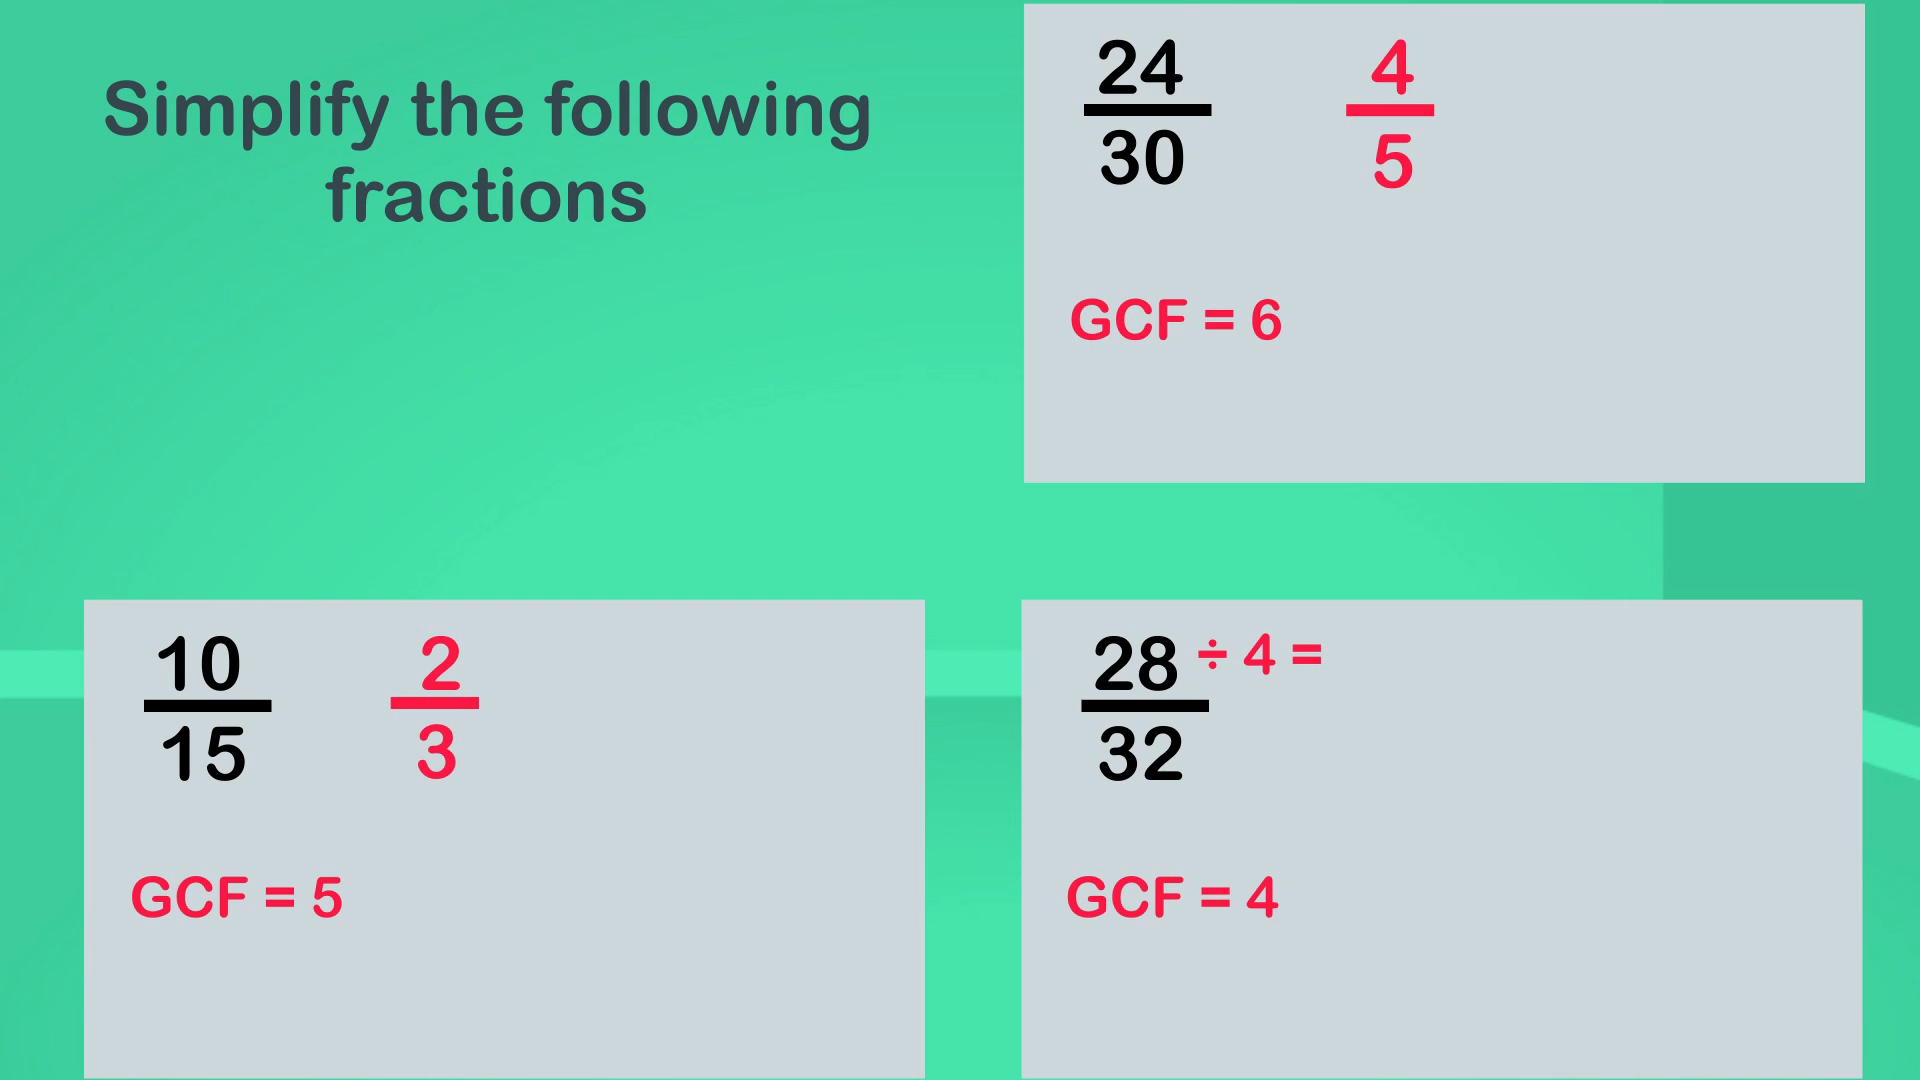 Simplify the following
fractions
24
30
4
5
GCF = 6
10
15
2
3
GCF = 5
28 ÷ 4 =
32
GCF = 4